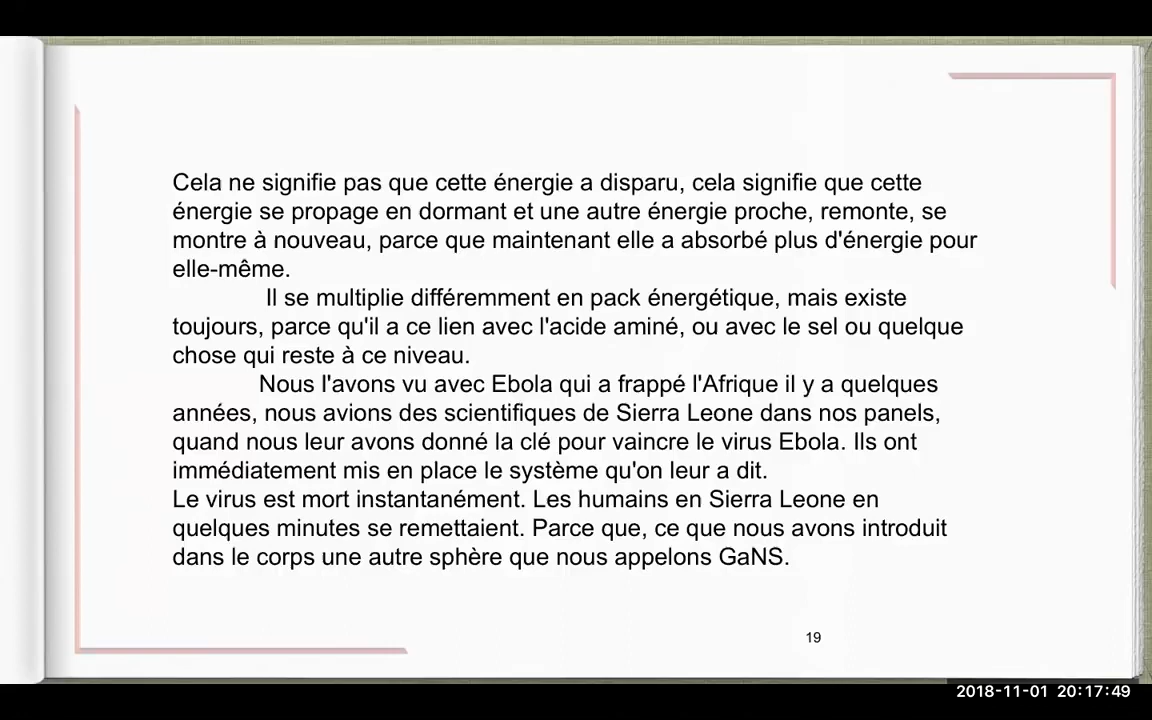 Cela ne signifie pas que cette énergie a disparu, cela signifie que cette
énergie se propage en dormant et une autre énergie proche, remonte, se
montre à nouveau, parce que maintenant elle a absorbé plus d'énergie pour
elle-même.
Il se multiplie différemment en pack énergétique, mais existe
toujours, parce qu'il a ce lien avec l'acide aminé, ou avec le sel ou quelque
chose qui reste à ce niveau.
Nous l'avons vu avec Ebola qui a frappé l'Afrique il y a quelques
années, nous avions des scientifiques de Sierra Leone dans nos panels,
quand nous leur avons donné la clé pour vaincre le virus Ebola. Ils ont
immédiatement mis en place le système qu'on leur a dit.
Le virus est mort instantanément. Les humains en Sierra Leone en
quelques minutes se remettaient. Parce que, ce que nous avons introduit
dans le corps une autre sphère que nous appelons GaNS.
19
2018-11-01 20:17:49